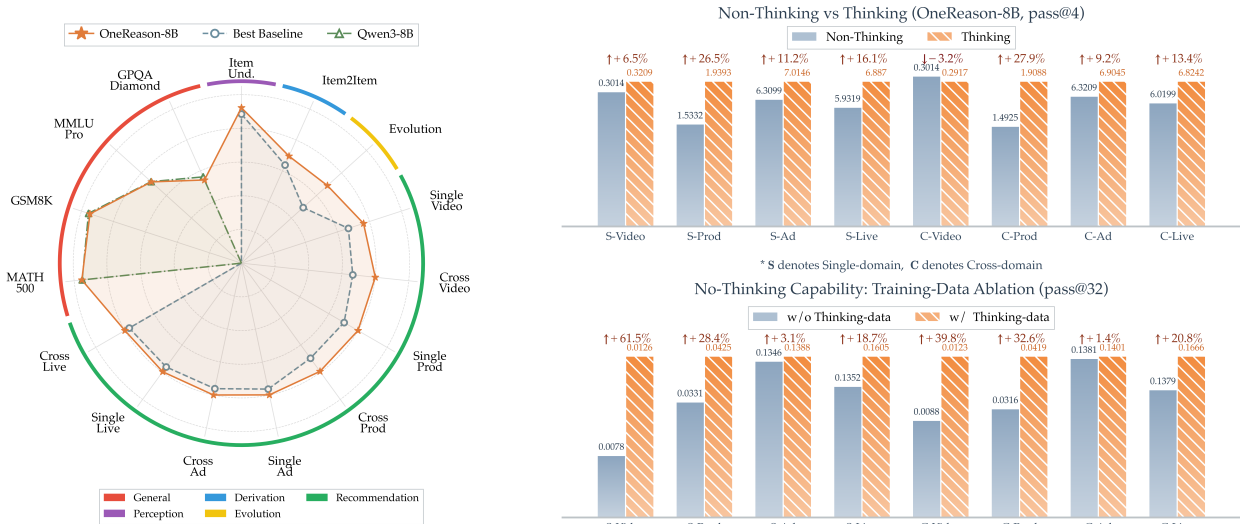 OneReason-8B
Best Baseline
Qwen3-8B
Item
Und.
Item2Item
Evolution
Single
Video
Cross
Video
Single
Prod
Cross
Prod
Single
Ad
Cross
Ad
Single
Live
Cross
Live
MATH
500
GSM8K
MMLU
Pro
GPQA
Diamond
General
Derivation
Recommendation
Perception
Evolution
Non-Thinking vs Thinking (OneReason-8B, pass@4)
Non-Thinking
Thinking
↑+6.5% ↑+26.5% ↑+11.2% ↑+16.1% ↓−3.2% ↑+27.9% ↑+9.2% ↑+13.4%
0.3014 0.3209 1.5332 1.9393 6.3099 7.0146 5.9319 6.887 0.3014 0.2917 1.4925 1.9088 6.3209 6.9045 6.0199 6.8242
S-Video S-Prod S-Ad S-Live C-Video C-Prod C-Ad C-Live
* S denotes Single-domain, C denotes Cross-domain
No-Thinking Capability: Training-Data Ablation (pass@32)
w/o Thinking-data
w/ Thinking-data
↑+61.5% ↑+28.4% ↑+3.1% ↑+18.7% ↑+39.8% ↑+32.6% ↑+1.4% ↑+20.8%
0.0078 0.0126 0.0331 0.0425 0.1346 0.1388 0.1352 0.1605 0.0088 0.0123 0.0316 0.0419 0.1381 0.1401 0.1379 0.1666